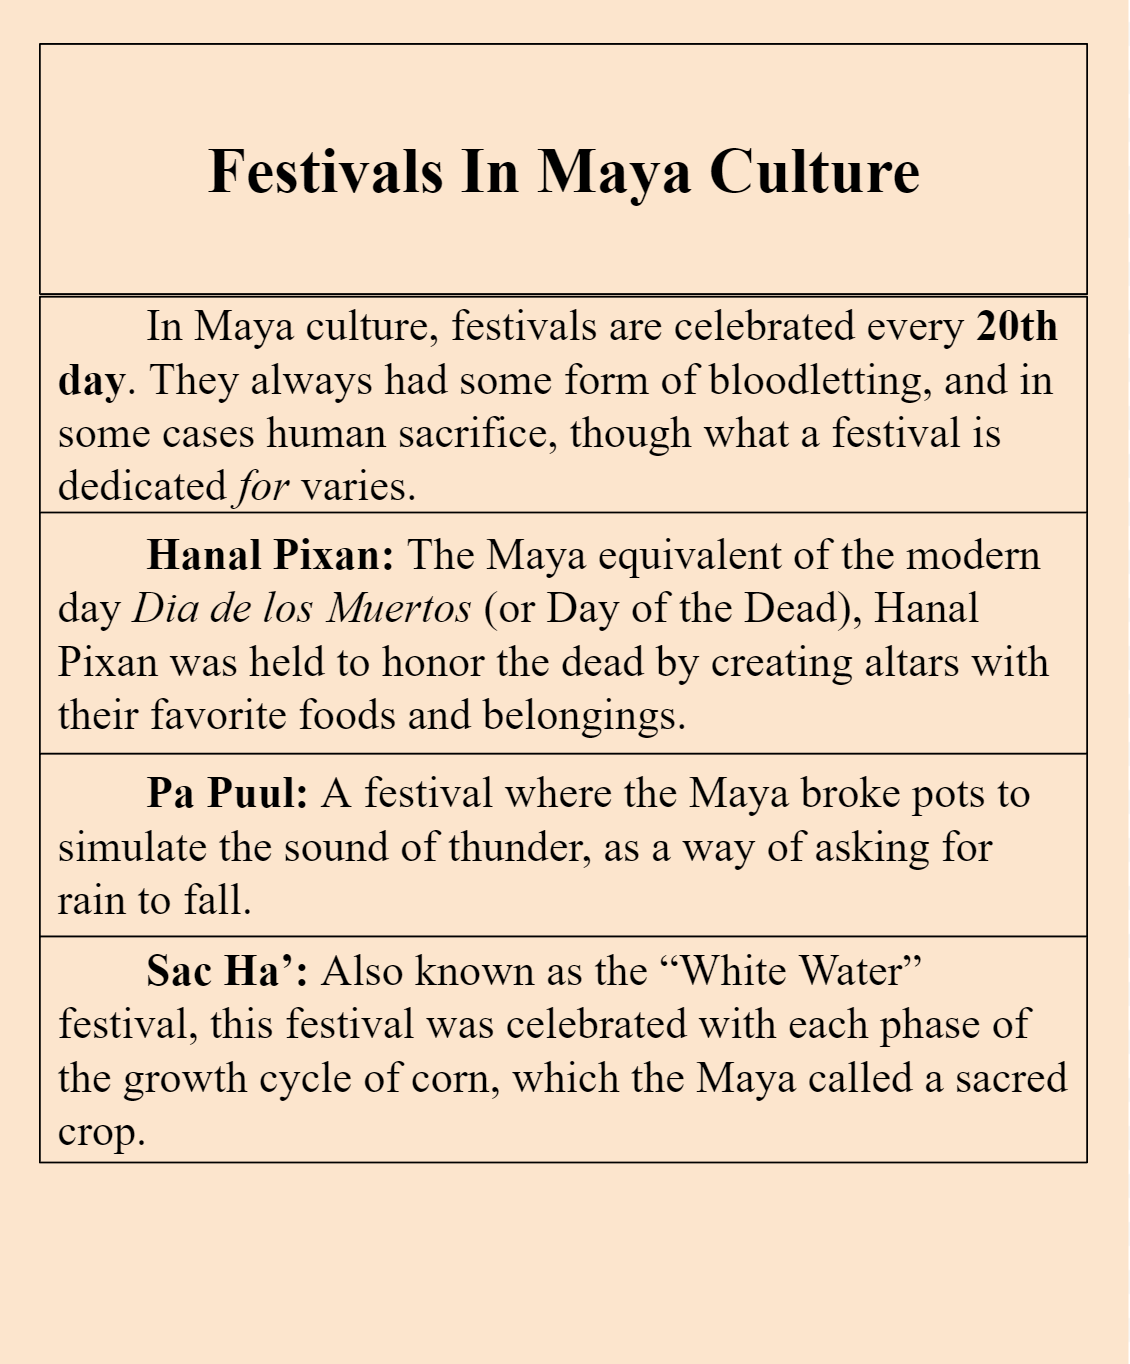 Festivals In Maya Culture
In Maya culture, festivals are celebrated every 20th
day. They always had some form of bloodletting, and in
some cases human sacrifice, though what a festival is
dedicated for varies.
Hanal Pixan: The Maya equivalent of the modern
day Dia de los Muertos (or Day of the Dead), Hanal
Pixan was held to honor the dead by creating altars with
their favorite foods and belongings.
Pa Puul: A festival where the Maya broke pots to
simulate the sound of thunder, as a way of asking for
rain to fall.
Sac Ha’: Also known as the “White Water”
festival, this festival was celebrated with each phase of
the growth cycle of corn, which the Maya called a sacred
crop.